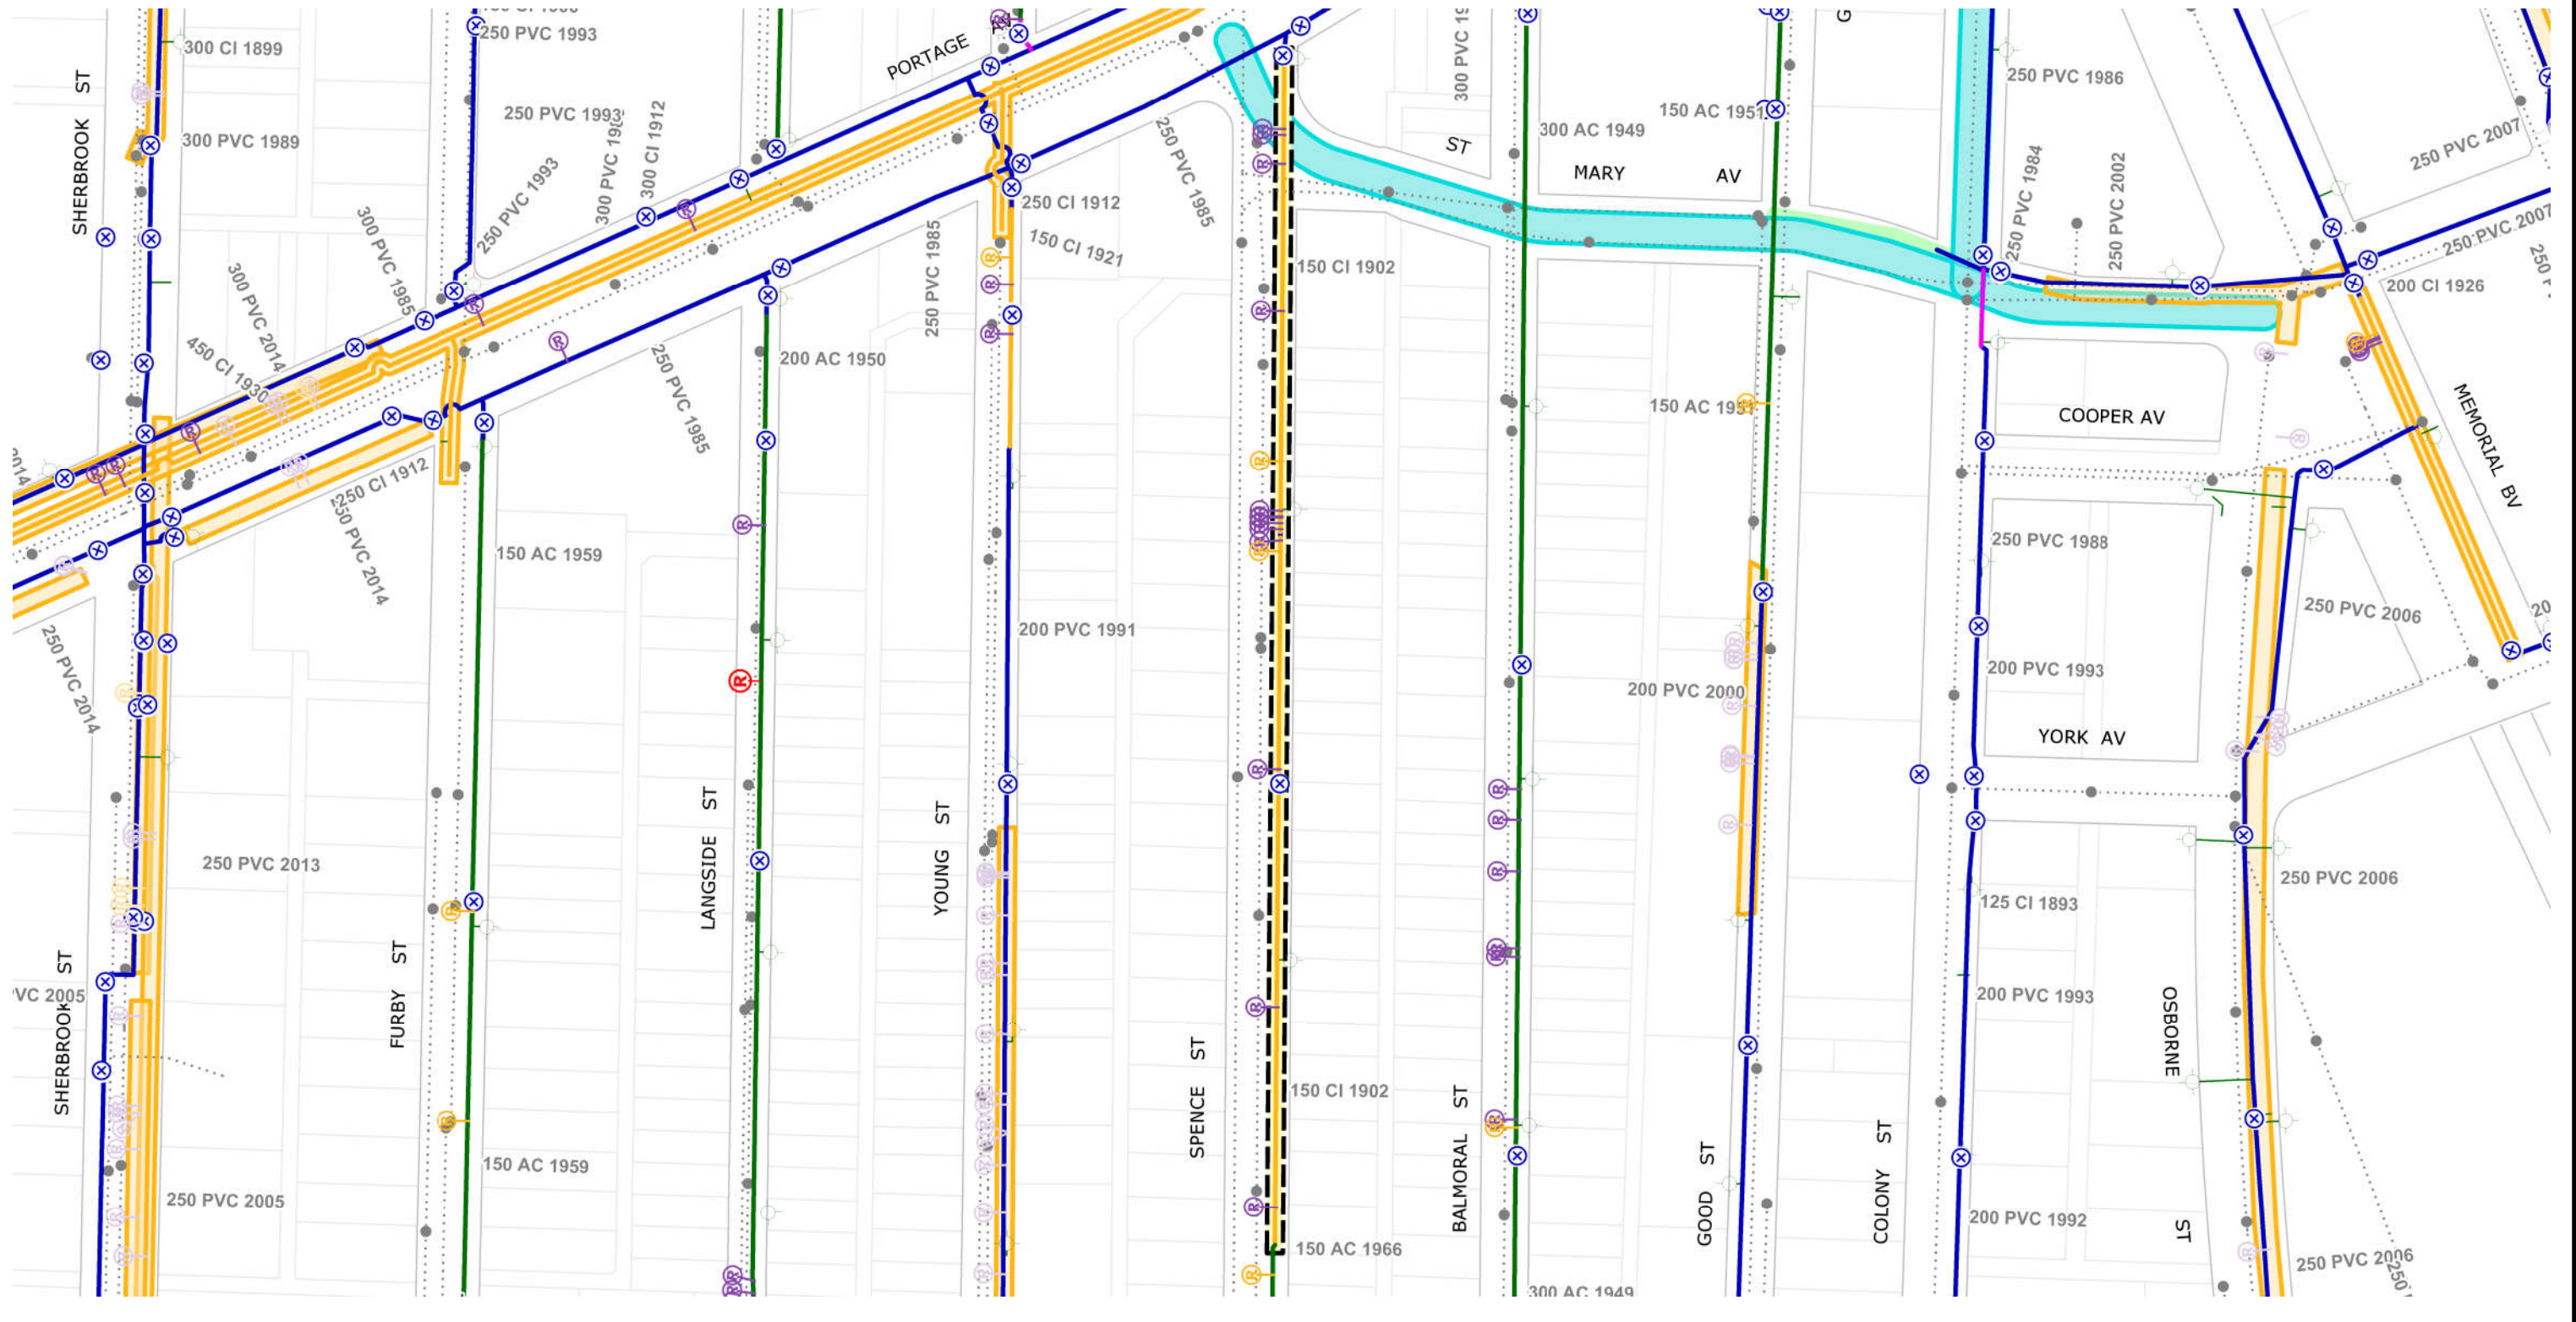 250 PVC 1993
300 CI 1899
PORTAGE AV
300 PVC 19
250 PVC 1986
SHERBROOK ST
300 PVC 1989
250 PVC 1993
300 CI 1912
250 PVC 1993
250 PVC 1985
300 AC 1949
150 AC 1951
ST
MARY AV
250 PVC 2007
250 PVC 1984
250 PVC 2002
250 CI 1912
150 CI 1921
300 PVC 1985
250 PVC 1985
250 PVC 2007
150 CI 1902
200 CI 1926
300 PVC 2014
450 CI 1930
200 AC 1950
250 PVC 1985
150 AC 1951
COOPER AV
MEMORIAL BV
2014
250 CI 1912
250 PVC 2014
150 AC 1959
250 PVC 1988
250 PVC 2006
200 PVC 1991
250 PVC 2014
200 PVC 1993
200 PVC 2000
YORK AV
250 PVC 2013
LANGSIDE ST
YOUNG ST
250 PVC 2006
125 CI 1893
SHERBROOK ST
FURBY ST
VC 2005
200 PVC 1993
OSBORNE ST
SPENCE ST
150 CI 1902
BALMORAL ST
GOOD ST
COLONY ST
150 AC 1959
250 PVC 2005
200 PVC 1992
150 AC 1966
250 PVC 2006
250
300 AC 1949